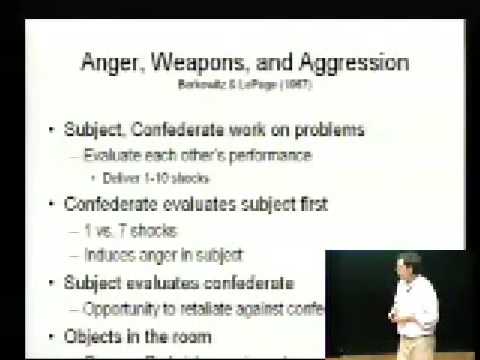 Anger, Weapons, and Aggression
Berkowitz & LePage (1967)
• Subject, Confederate work on problems
– Evaluate each other's performance
• Deliver 1-10 shocks
• Confederate evaluates subject first
– 1 vs. 7 shocks
– Induces anger in subject
• Subject evaluates confederate
– Opportunity to retaliate against confe
• Objects in the room